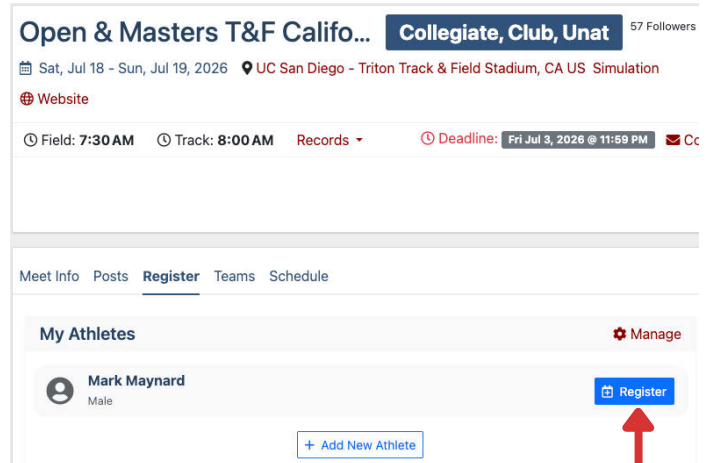 Open & Masters T&F Califo... Collegiate, Club, Unat 57 Followers
Sat, Jul 18 - Sun, Jul 19, 2026 UC San Diego - Triton Track & Field Stadium, CA US Simulation
Website
Field: 7:30 AM Track: 8:00 AM Records Deadline: Fri Jul 3, 2026 @ 11:59 PM Co
Meet Info Posts Register Teams Schedule
My Athletes Manage
Mark Maynard
Male
Register
+ Add New Athlete